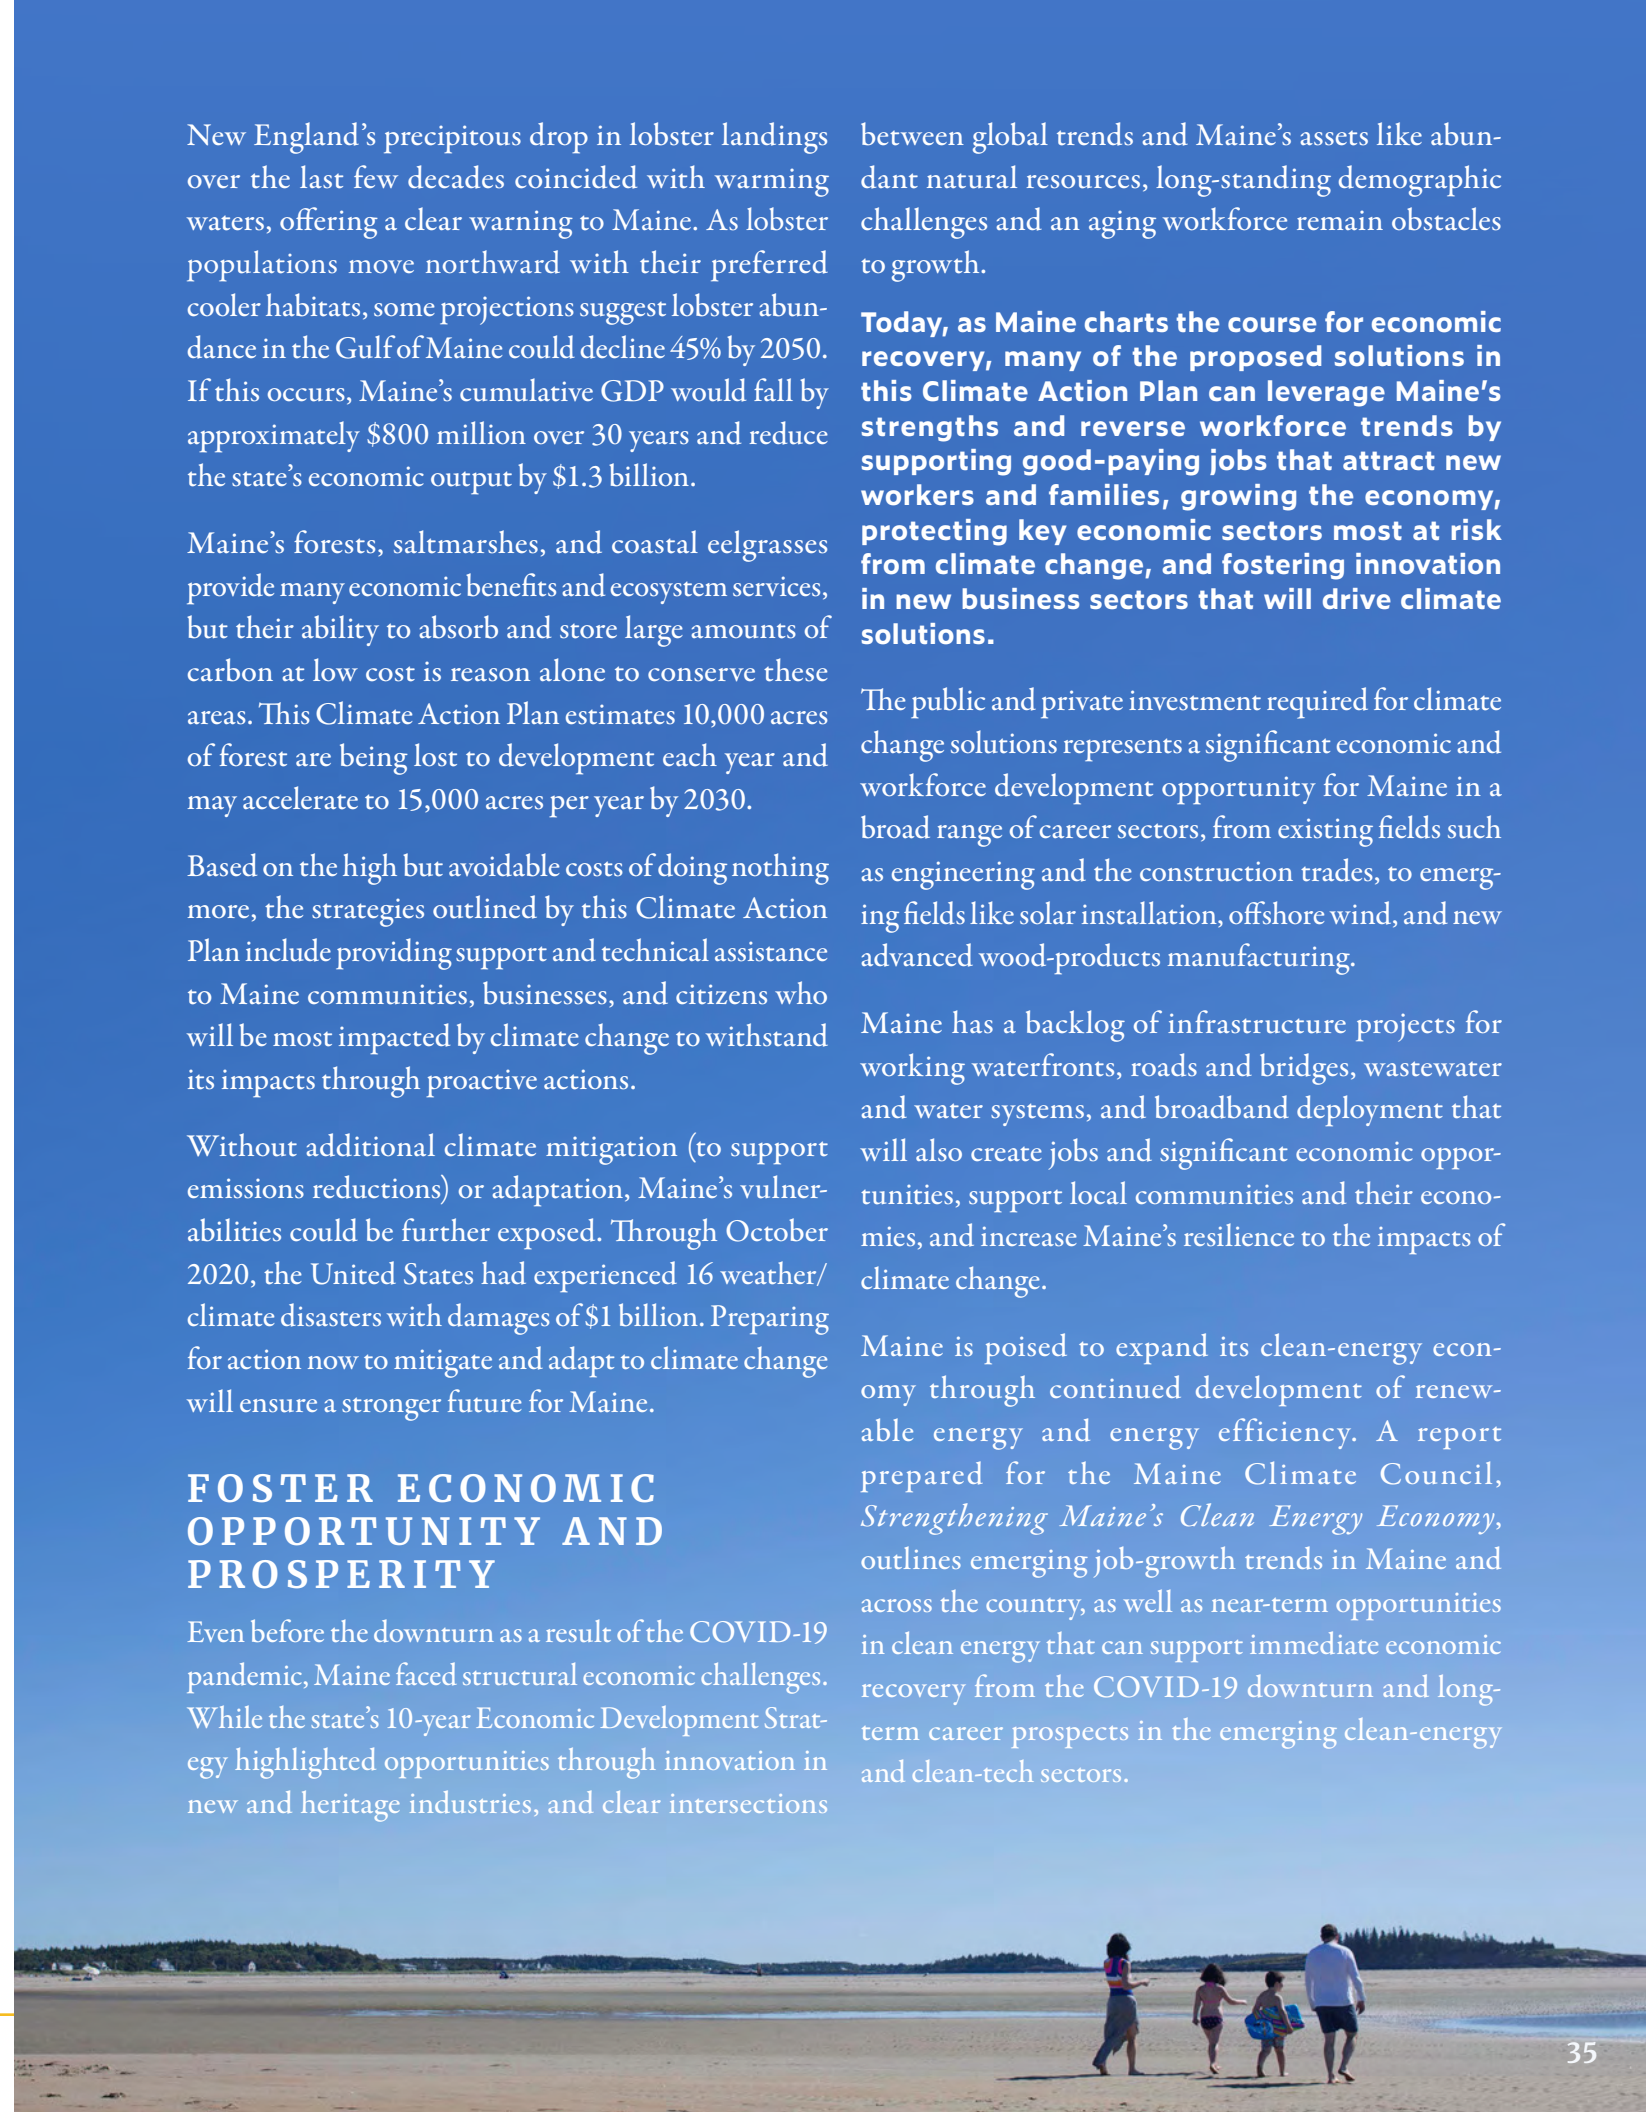 New England’s precipitous drop in lobster landings
over the last few decades coincided with warming
waters, offering a clear warning to Maine. As lobster
populations move northward with their preferred
cooler habitats, some projections suggest lobster abun-
dance in the Gulf of Maine could decline 45% by 2050.
If this occurs, Maine’s cumulative GDP would fall by
approximately $800 million over 30 years and reduce
the state’s economic output by $1.3 billion.
Maine’s forests, saltmarshes, and coastal eelgrasses
provide many economic benefits and ecosystem services,
but their ability to absorb and store large amounts of
carbon at low cost is reason alone to conserve these
areas. This Climate Action Plan estimates 10,000 acres
of forest are being lost to development each year and
may accelerate to 15,000 acres per year by 2030.
Based on the high but avoidable costs of doing nothing
more, the strategies outlined by this Climate Action
Plan include providing support and technical assistance
to Maine communities, businesses, and citizens who
will be most impacted by climate change to withstand
its impacts through proactive actions.
Without additional climate mitigation (to support
emissions reductions) or adaptation, Maine’s vulner-
abilities could be further exposed. Through October
2020, the United States had experienced 16 weather/
climate disasters with damages of $1 billion. Preparing
for action now to mitigate and adapt to climate change
will ensure a stronger future for Maine.
FOSTER ECONOMIC
OPPORTUNITY AND
PROSPERITY
Even before the downturn as a result of the COVID-19
pandemic, Maine faced structural economic challenges.
While the state’s 10-year Economic Development Strat-
egy highlighted opportunities through innovation in
new and heritage industries, and clear intersections
between global trends and Maine’s assets like abun-
dant natural resources, long-standing demographic
challenges and an aging workforce remain obstacles
to growth.
Today, as Maine charts the course for economic
recovery, many of the proposed solutions in
this Climate Action Plan can leverage Maine’s
strengths and reverse workforce trends by
supporting good-paying jobs that attract new
workers and families, growing the economy,
protecting key economic sectors most at risk
from climate change, and fostering innovation
in new business sectors that will drive climate
solutions.
The public and private investment required for climate
change solutions represents a significant economic and
workforce development opportunity for Maine in a
broad range of career sectors, from existing fields such
as engineering and the construction trades, to emerg-
ing fields like solar installation, offshore wind, and new
advanced wood-products manufacturing.
Maine has a backlog of infrastructure projects for
working waterfronts, roads and bridges, wastewater
and water systems, and broadband deployment that
will also create jobs and significant economic oppor-
tunities, support local communities and their econo-
mies, and increase Maine’s resilience to the impacts of
climate change.
Maine is poised to expand its clean-energy econ-
omy through continued development of renew-
able energy and energy efficiency. A report
prepared for the Maine Climate Council,
Strengthening Maine’s Clean Energy Economy,
outlines emerging job-growth trends in Maine and
across the country, as well as near-term opportunities
in clean energy that can support immediate economic
recovery from the COVID-19 downturn and long-
term career prospects in the emerging clean-energy
and clean-tech sectors.
35